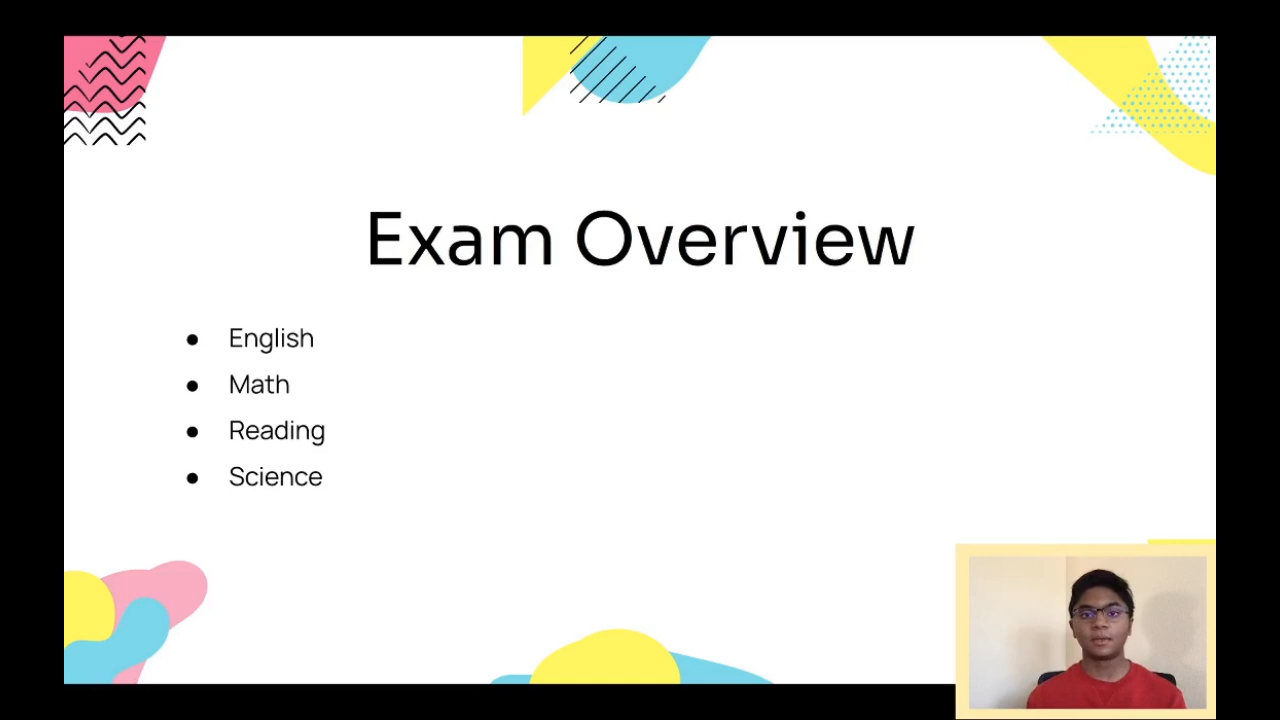 Exam Overview
● English
● Math
● Reading
● Science